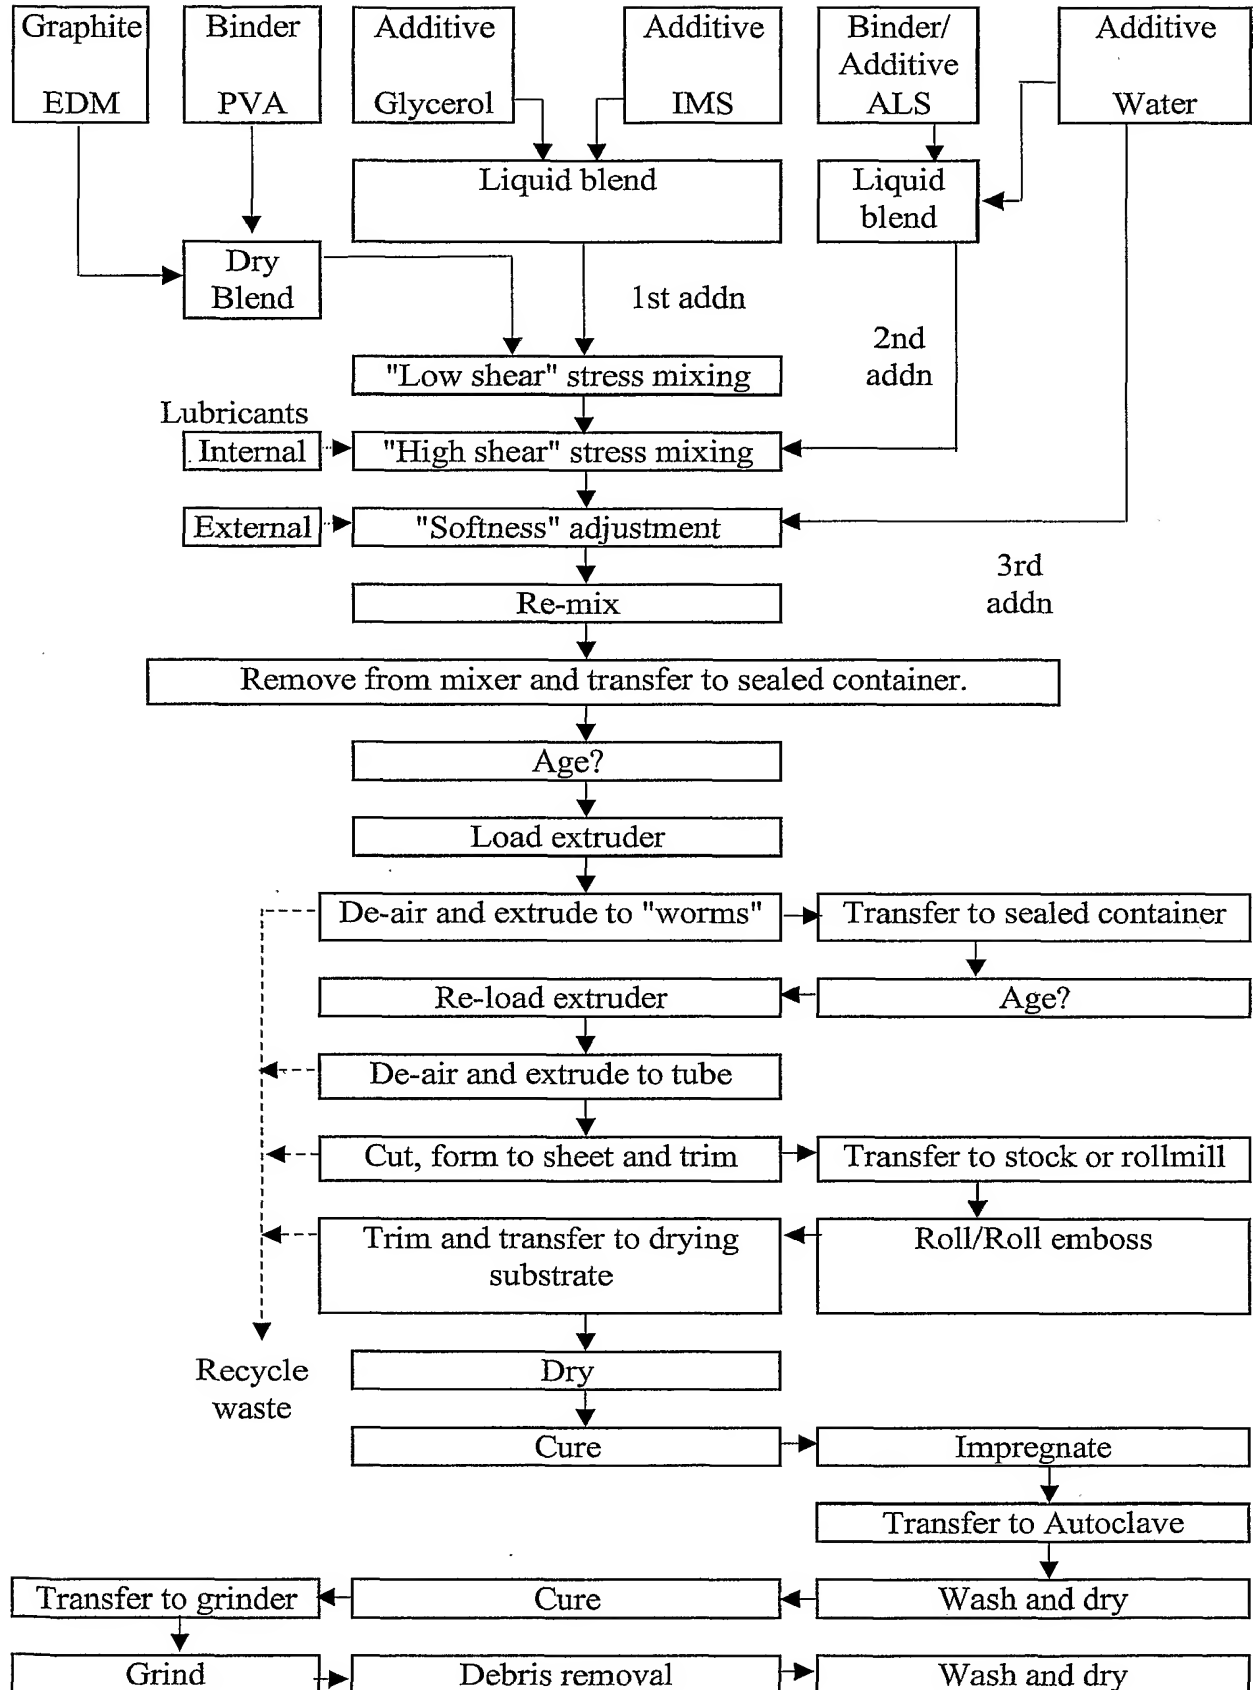 Graphite
EDM
Binder
PVA
Additive
Glycerol
Additive
IMS
Binder/
Additive
ALS
Additive
Water
Liquid blend
Liquid
blend
Dry
Blend
1st addn
2nd
addn
"Low shear" stress mixing
Lubricants
Internal
"High shear" stress mixing
External
"Softness" adjustment
3rd
addn
Re-mix
Remove from mixer and transfer to sealed container.
Age?
Load extruder
De-air and extrude to "worms"
Transfer to sealed container
Re-load extruder
Age?
De-air and extrude to tube
Cut, form to sheet and trim
Transfer to stock or rollmill
Trim and transfer to drying
substrate
Roll/Roll emboss
Recycle
waste
Dry
Cure
Impregnate
Transfer to Autoclave
Transfer to grinder
Cure
Wash and dry
Grind
Debris removal
Wash and dry